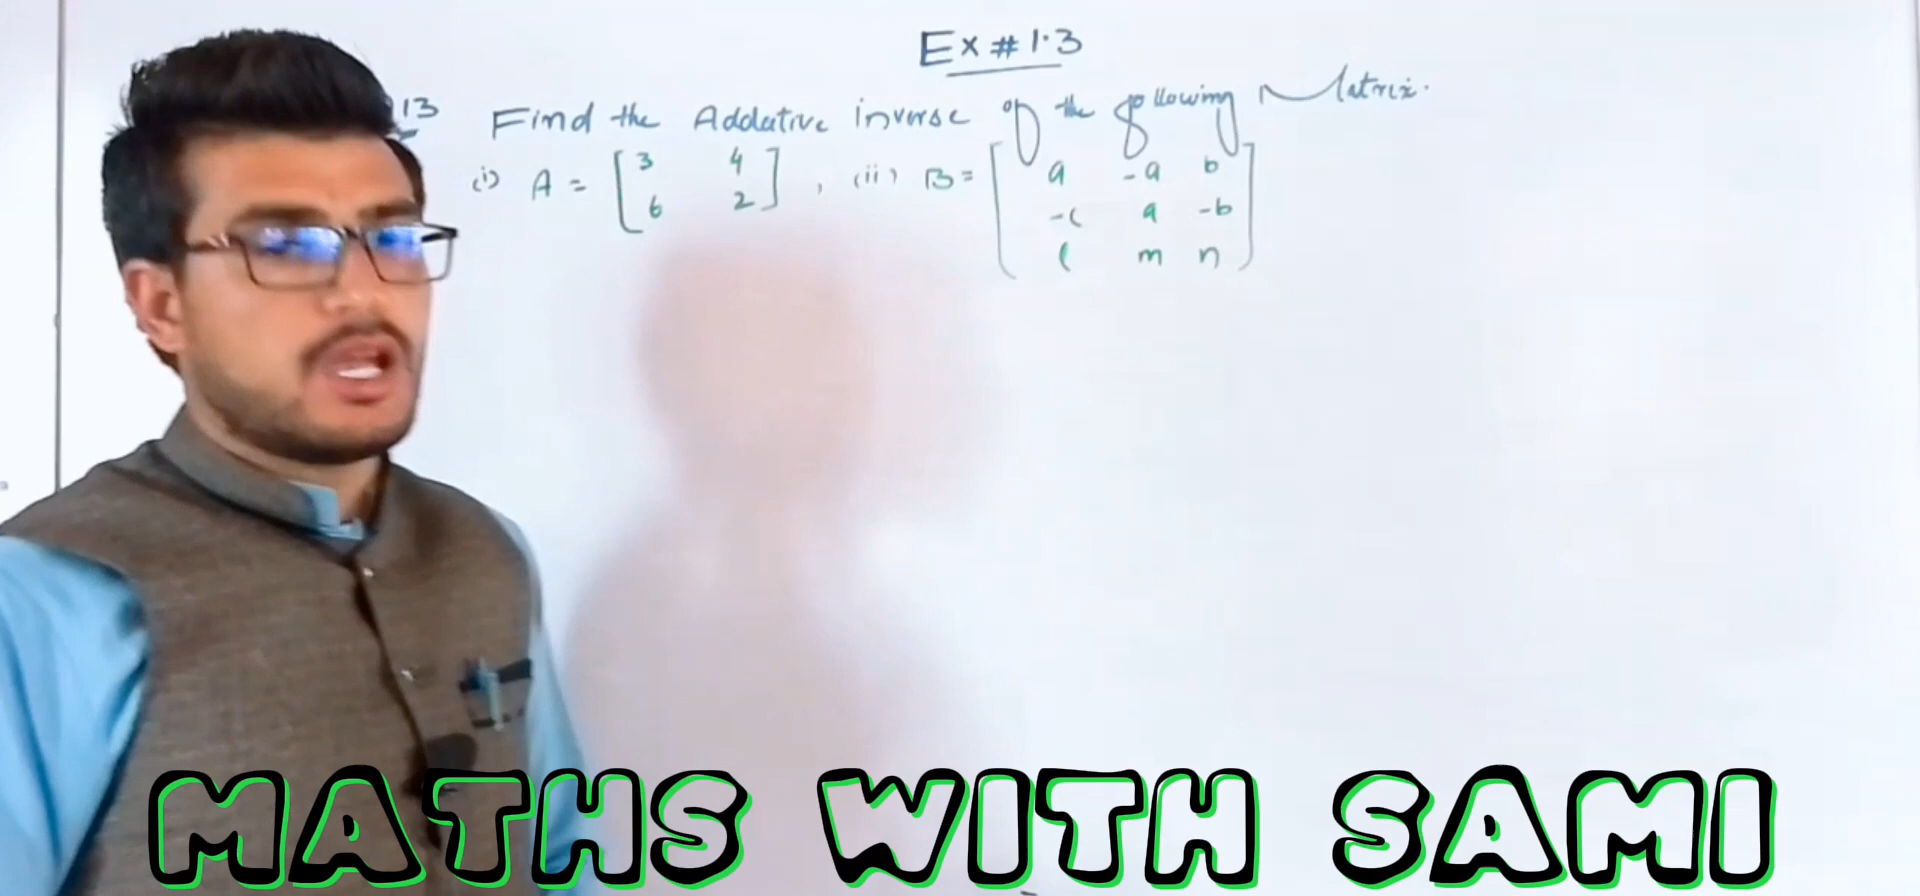 Ex # 1.3
13 Find the Addative inverse of the following Matrix.
(i) A = [3 4 , (ii) B = [a -a b
6 2] -c a -b
l m n]
MATHS WITH SAMI